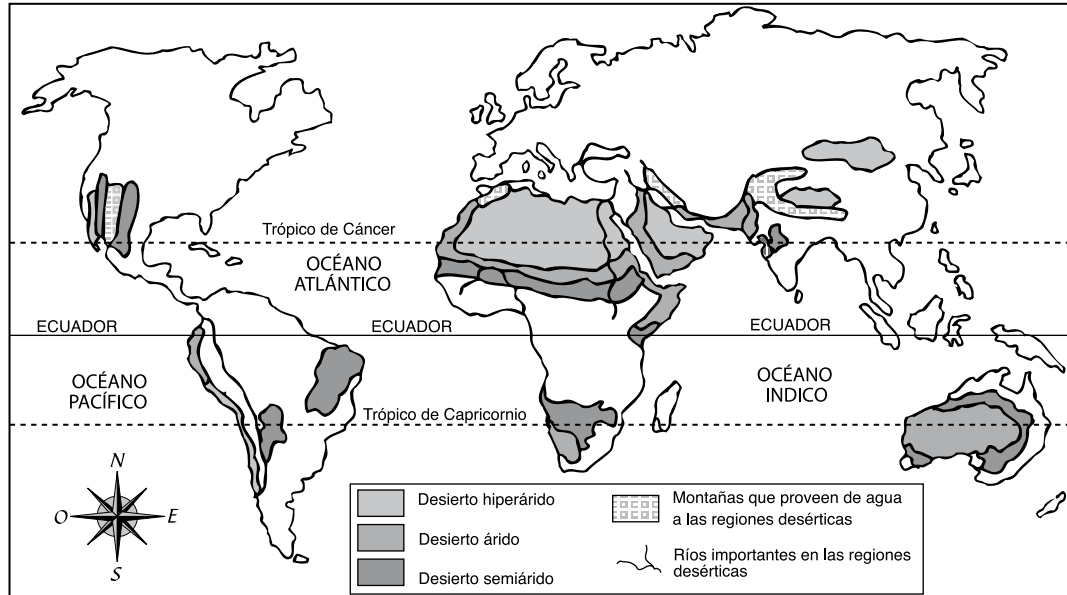 Trópico de Cáncer
OCÉANO
ATLÁNTICO
ECUADOR
ECUADOR
ECUADOR
OCÉANO
PACÍFICO
OCÉANO
INDICO
Trópico de Capricornio
N
O
E
S
Desierto hiperárido
Desierto árido
Desierto semiárido
Montañas que proveen de agua
a las regiones desérticas
Ríos importantes en las regiones
desérticas